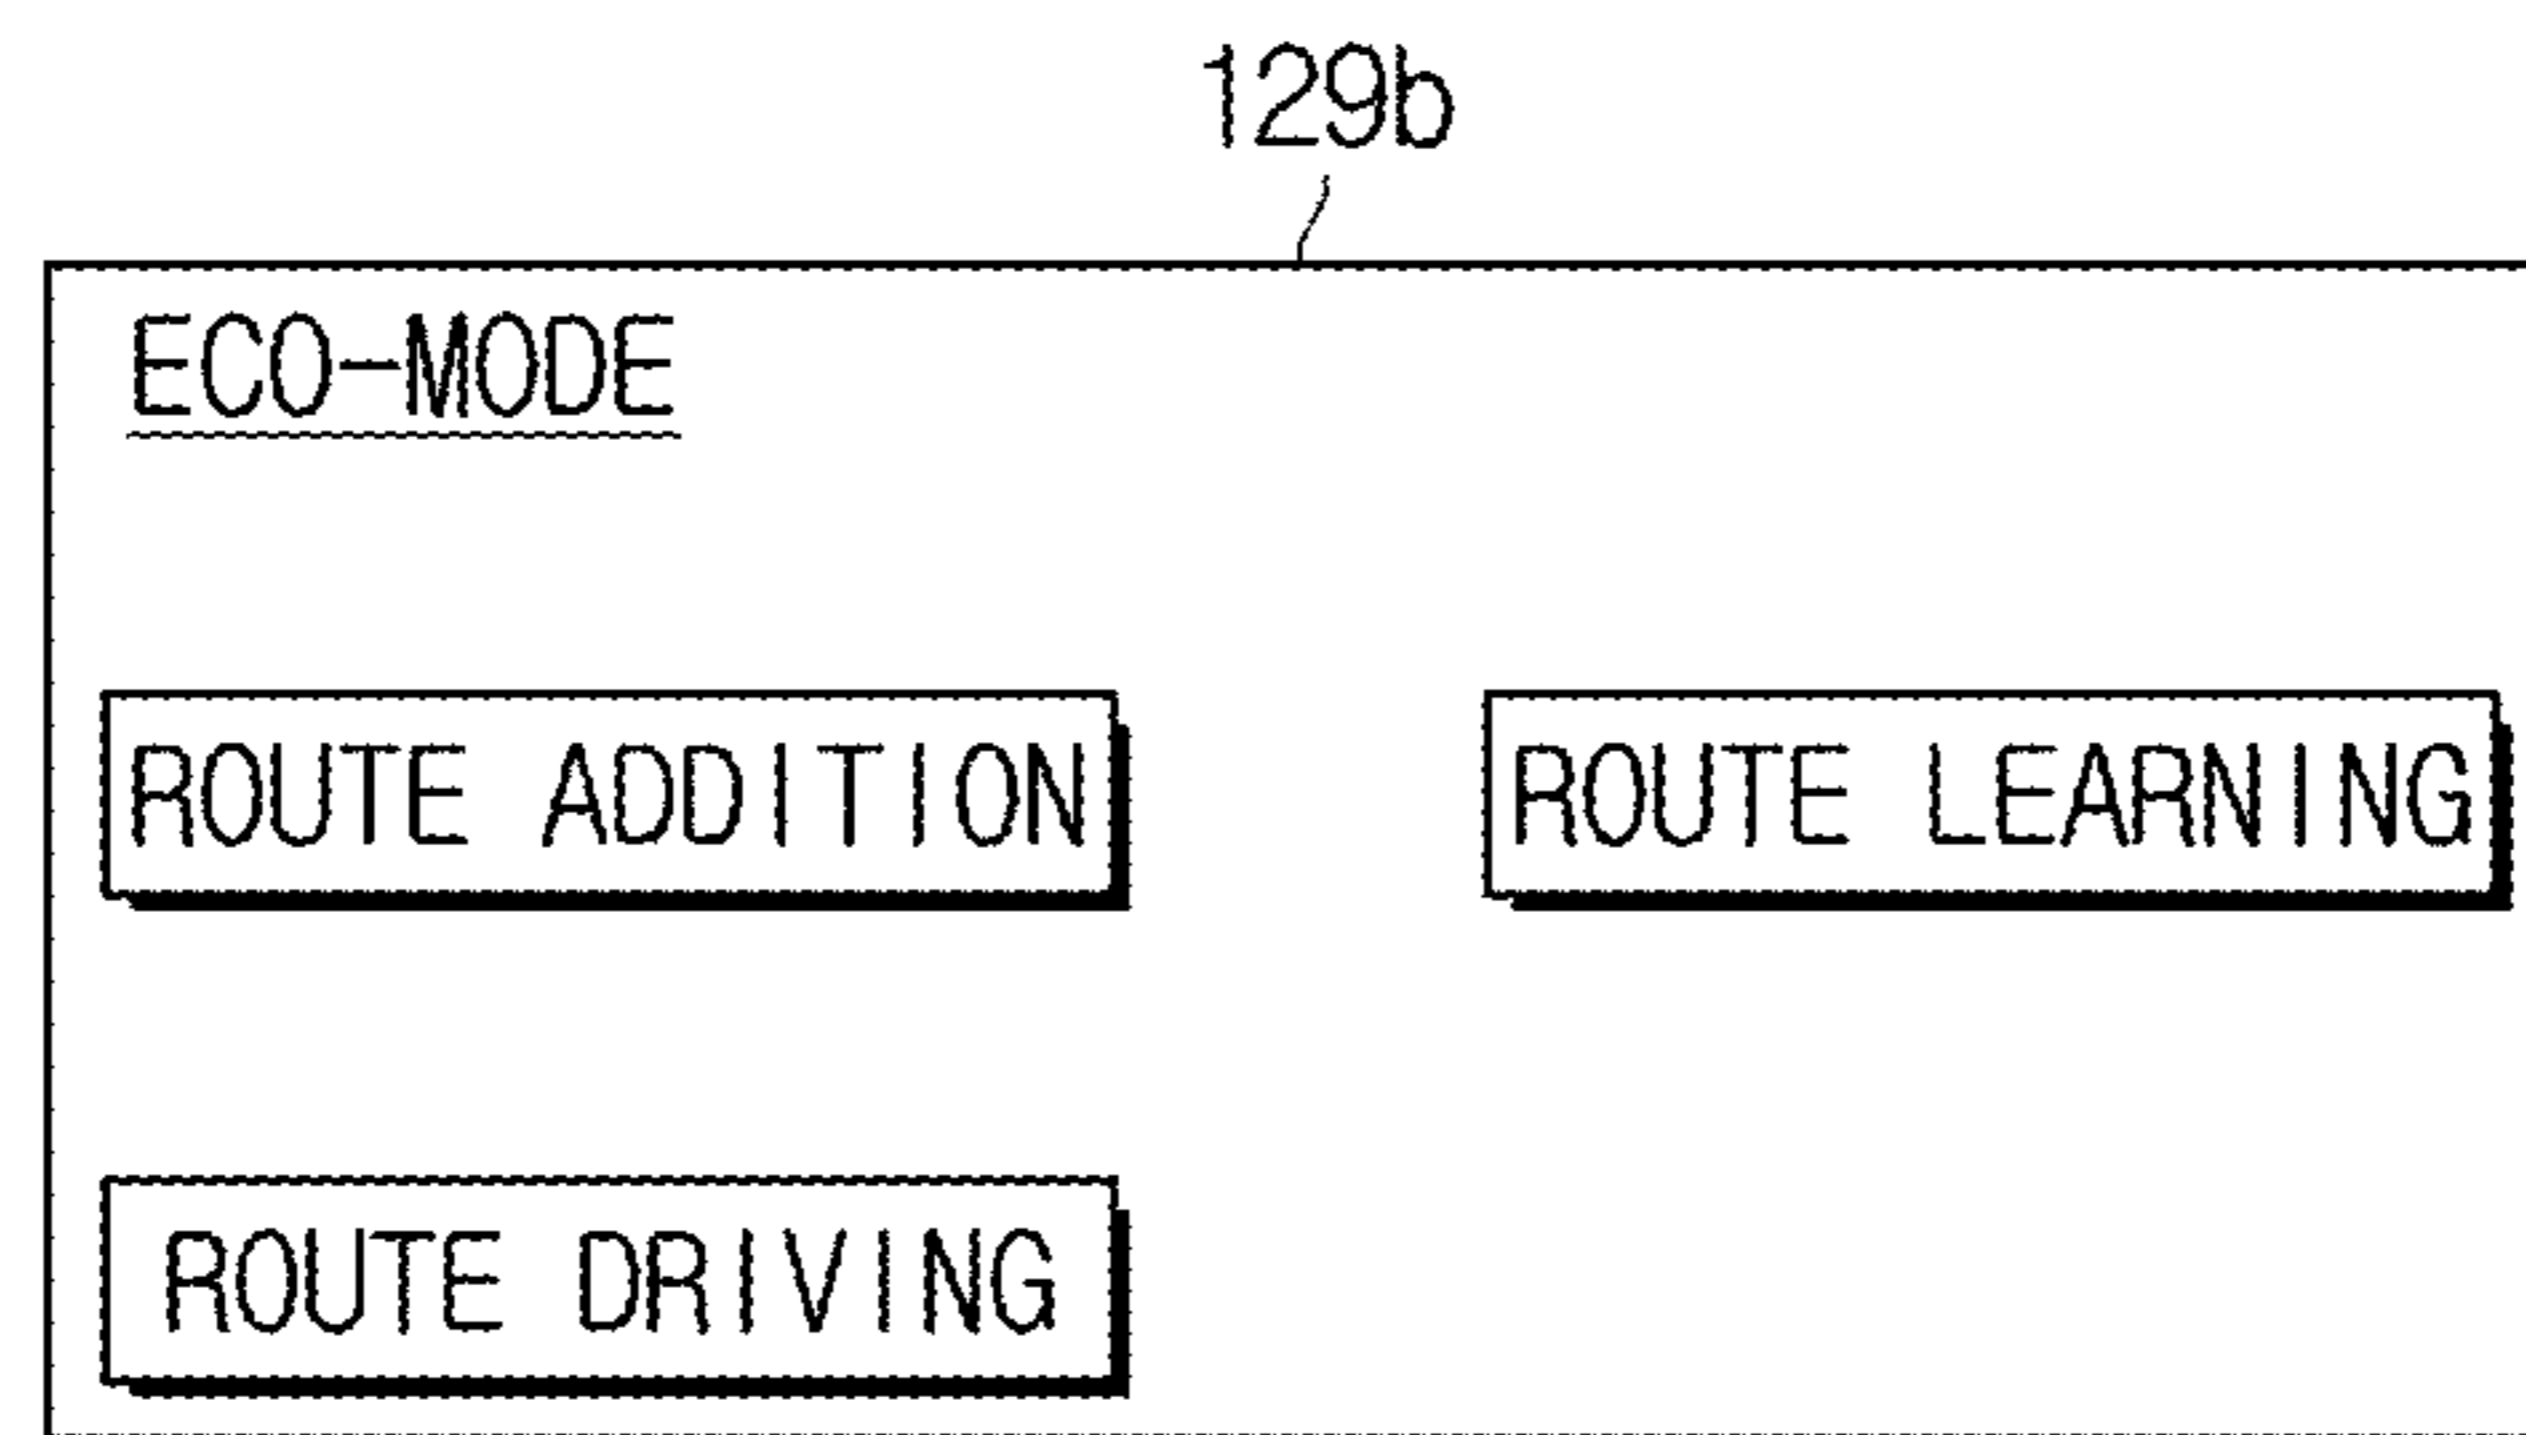 129b
ECO-MODE
ROUTE ADDITION
ROUTE LEARNING
ROUTE DRIVING